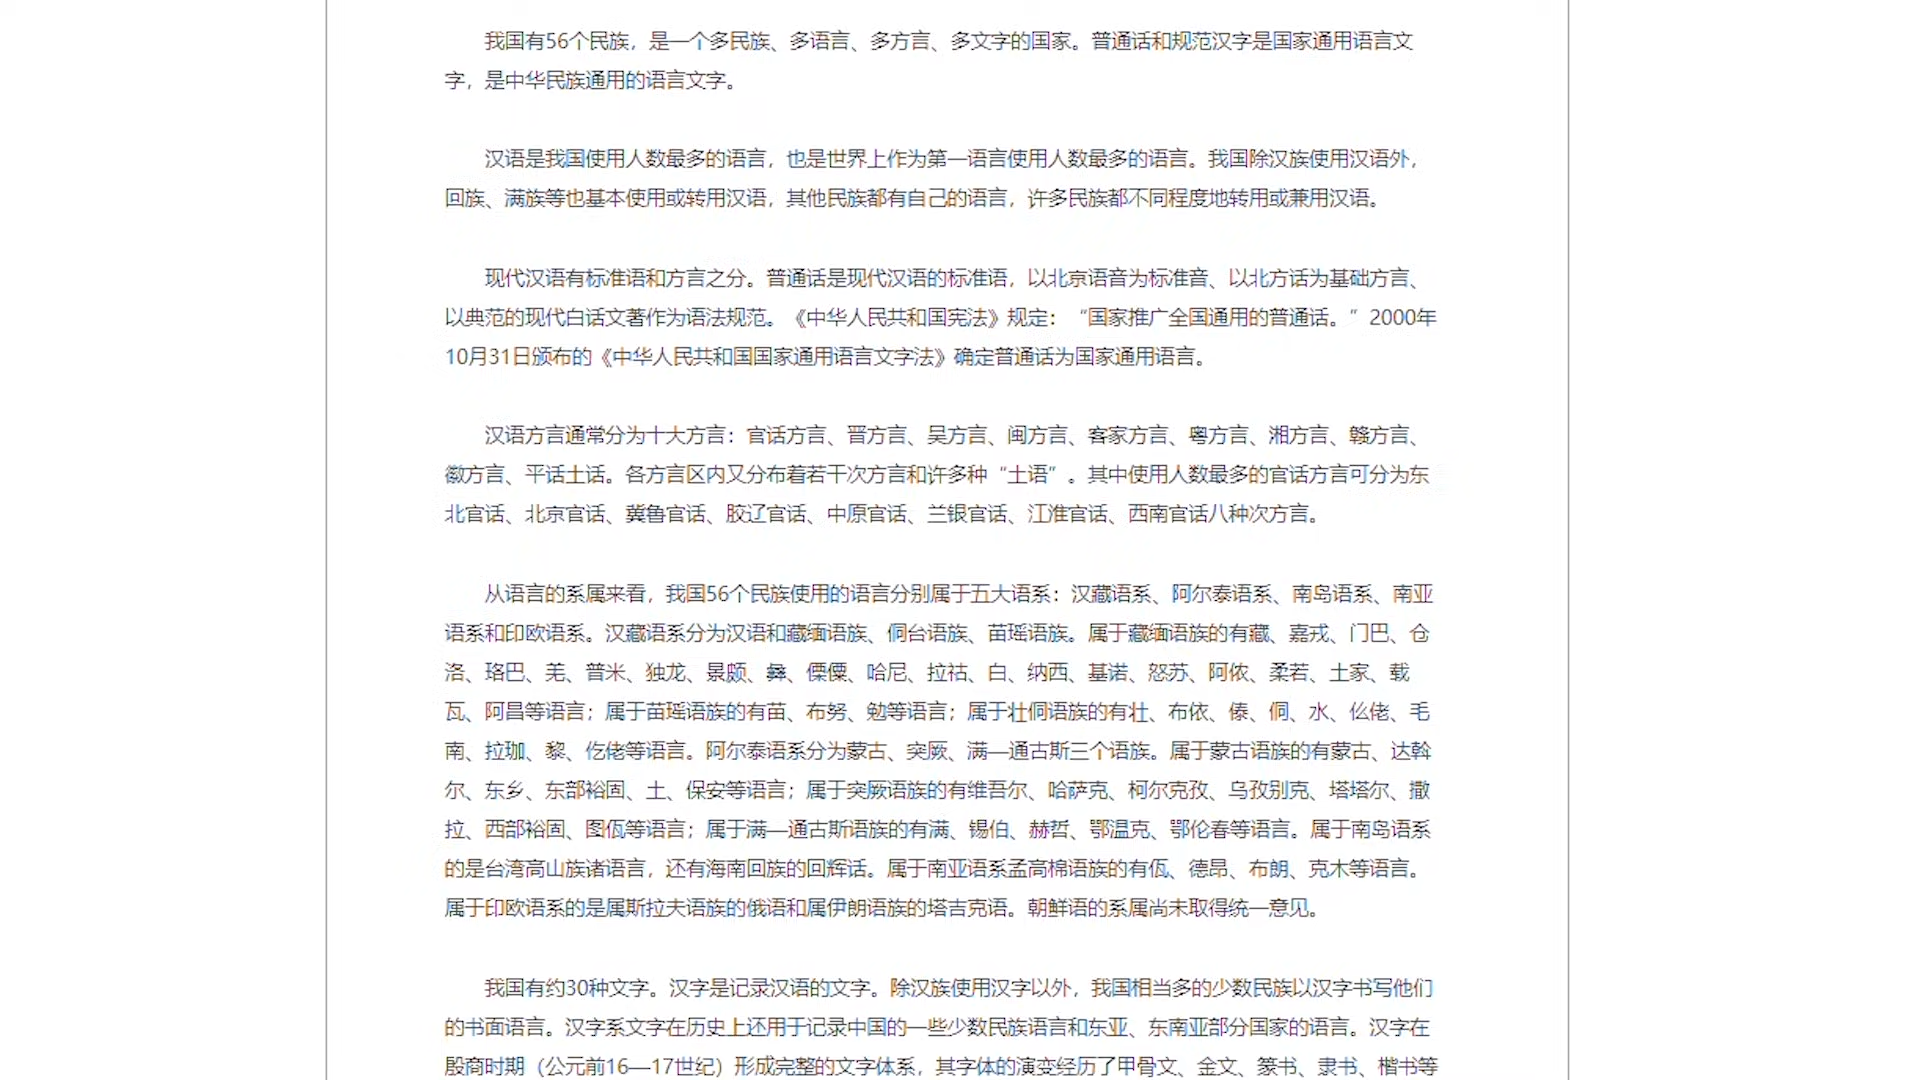 我国有56个民族，是一个多民族、多语言、多方言、多文字的国家。普通话和规范汉字是国家通用语言文
字，是中华民族通用的语言文字。
汉语是我国使用人数最多的语言，也是世界上作为第一语言使用人数最多的语言。我国除汉族使用汉语外，
回族、满族等也基本使用或转用汉语，其他民族都有自己的语言，许多民族都不同程度地转用或兼用汉语。
现代汉语有标准语和方言之分。普通话是现代汉语的标准语，以北京语音为标准音、以北方话为基础方言、
以典范的现代白话文著作为语法规范。《中华人民共和国宪法》规定：“国家推广全国通用的普通话。”2000年
10月31日颁布的《中华人民共和国国家通用语言文字法》确定普通话为国家通用语言。
汉语方言通常分为十大方言：官话方言、晋方言、吴方言、闽方言、客家方言、粤方言、湘方言、赣方言、
徽方言、平话土话。各方言区内又分布着若干次方言和许多种“土语”。其中使用人数最多的官话方言可分为东
北官话、北京官话、冀鲁官话、胶辽官话、中原官话、兰银官话、江淮官话、西南官话八种次方言。
从语言的系属来看，我国56个民族使用的语言分别属于五大语系：汉藏语系、阿尔泰语系、南岛语系、南亚
语系和印欧语系。汉藏语系分为汉语和藏缅语族、侗台语族、苗瑶语族。属于藏缅语族的有藏、嘉戎、门巴、仓
洛、珞巴、羌、普米、独龙、景颇、彝、傈僳、哈尼、拉祜、白、纳西、基诺、怒苏、阿侬、柔若、土家、载
瓦、阿昌等语言；属于苗瑶语族的有苗、布努、勉等语言；属于壮侗语族的有壮、布依、傣、侗、水、仫佬、毛
南、拉珈、黎、仡佬等语言。阿尔泰语系分为蒙古、突厥、满—通古斯三个语族。属于蒙古语族的有蒙古、达斡
尔、东乡、东部裕固、土、保安等语言；属于突厥语族的有维吾尔、哈萨克、柯尔克孜、乌孜别克、塔塔尔、撒
拉、西部裕固、图佤等语言；属于满—通古斯语族的有满、锡伯、赫哲、鄂温克、鄂伦春等语言。属于南岛语系
的是台湾高山族诸语言，还有海南回族的回辉话。属于南亚语系孟高棉语族的有佤、德昂、布朗、克木等语言。
属于印欧语系的是属斯拉夫语族的俄语和属伊朗语族的塔吉克语。朝鲜语的系属尚未取得统一意见。
我国有约30种文字。汉字是记录汉语的文字。除汉族使用汉字以外，我国相当多的少数民族以汉字书写他们
的书面语言。汉字系文字在历史上还用于记录中国的一些少数民族语言和东亚、东南亚部分国家的语言。汉字在
殷商时期（公元前16—17世纪）形成完整的文字体系，其字体的演变经历了甲骨文、金文、篆书、隶书、楷书等